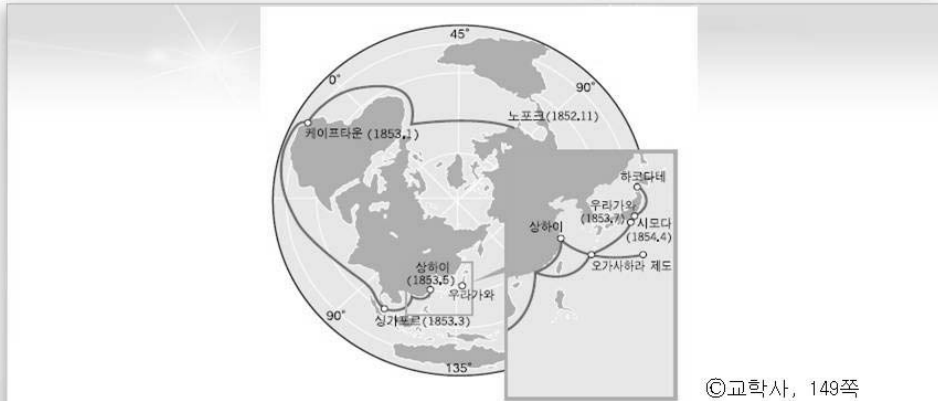 45°
0°
90°
노포크(1852.11)
케이프타운 (1853.1)
하코다테
우라가와
(1853.7)
시모다
(1854.4)
상하이
오가사하라 제도
상하이
(1853.5)
우라가와
싱가포르(1853.3)
90°
135°
©교학사, 149쪽